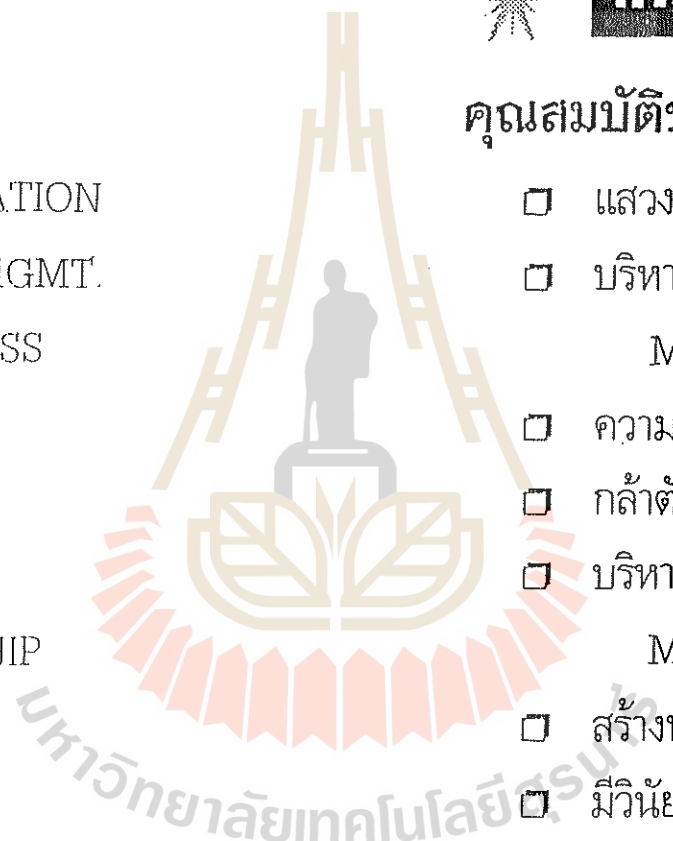 ATION
GMT.
SS
คุณสมบัติ
แสวง
บริหา
M
ความ
กล้าตั
บริหา
M
สร้าง
มีวินัย
มหาวิทยาลัยเทคโนโลยีสุรนารี